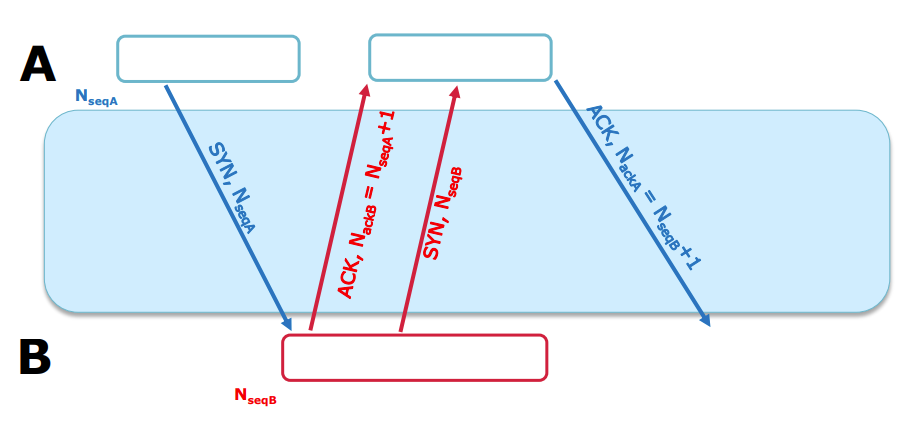 A
NseqA
SYN, NseqA
ACK, NackB = NseqA+1
SYN, NseqB
ACK, NackA = NseqB+1
B
NseqB